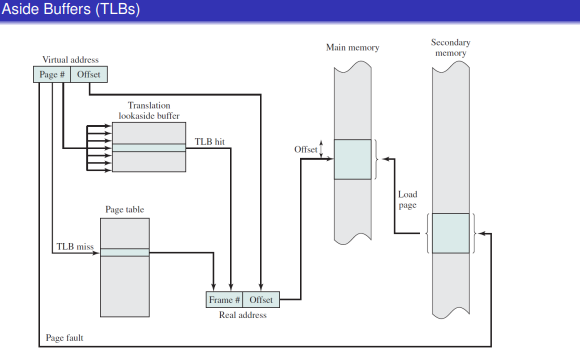 Aside Buffers (TLBs)
Main memory
Secondary
memory
Virtual address
Page # Offset
Translation
lookaside buffer
TLB hit
Offset
Load
page
Page table
TLB miss
Frame # Offset
Real address
Page fault